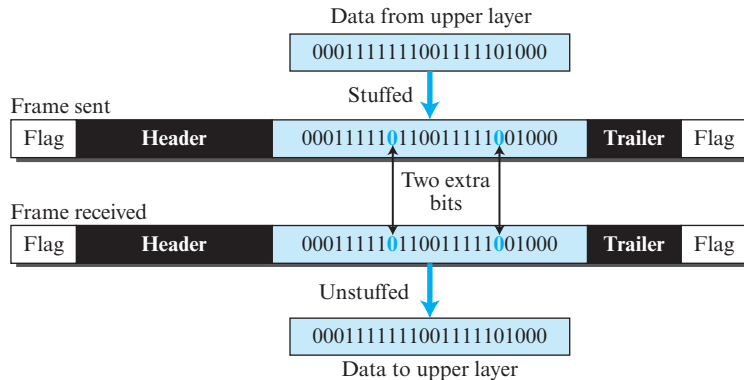 Data from upper layer
0001111111001111101000
Stuffed
Frame sent
Flag Header 000111110110011111001000 Trailer Flag
Two extra
bits
Frame received
Flag Header 000111110110011111001000 Trailer Flag
Unstuffed
0001111111001111101000
Data to upper layer